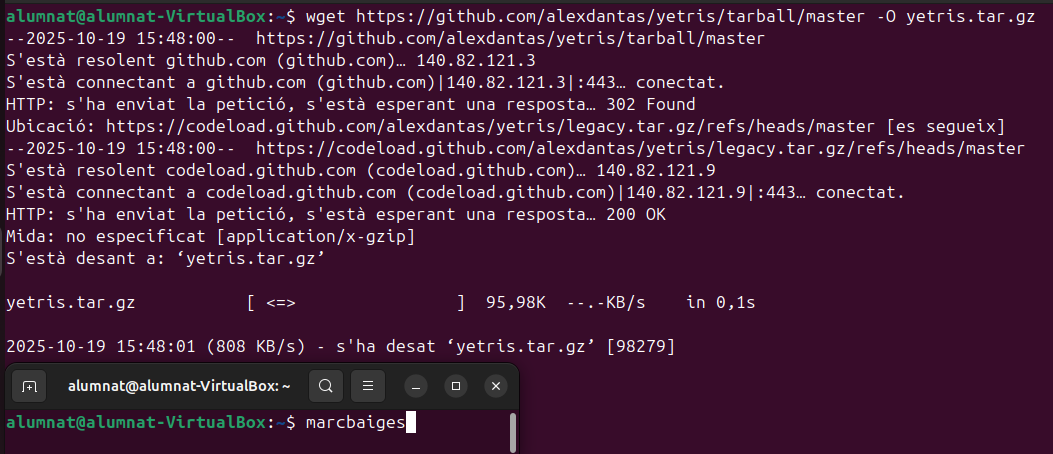 alumnat@alumnat-VirtualBox:~$ wget https://github.com/alexdantas/yetris/tarball/master -O yetris.tar.gz
--2025-10-19 15:48:00--  https://github.com/alexdantas/yetris/tarball/master
S'està resolent github.com (github.com)… 140.82.121.3
S'està connectant a github.com (github.com)|140.82.121.3|:443… conectat.
HTTP: s'ha enviat la petició, s'està esperant una resposta… 302 Found
Ubicació: https://codeload.github.com/alexdantas/yetris/legacy.tar.gz/refs/heads/master [es segueix]
--2025-10-19 15:48:00--  https://codeload.github.com/alexdantas/yetris/legacy.tar.gz/refs/heads/master
S'està resolent codeload.github.com (codeload.github.com)… 140.82.121.9
S'està connectant a codeload.github.com (codeload.github.com)|140.82.121.9|:443… conectat.
HTTP: s'ha enviat la petició, s'està esperant una resposta… 200 OK
Mida: no especificat [application/x-gzip]
S'està desant a: ‘yetris.tar.gz’
yetris.tar.gz           [ <=>                ]  95,98K  --.-KB/s    in 0,1s
2025-10-19 15:48:01 (808 KB/s) - s'ha desat ‘yetris.tar.gz’ [98279]
alumnat@alumnat-VirtualBox: ~
alumnat@alumnat-VirtualBox:~$ marcbaiges